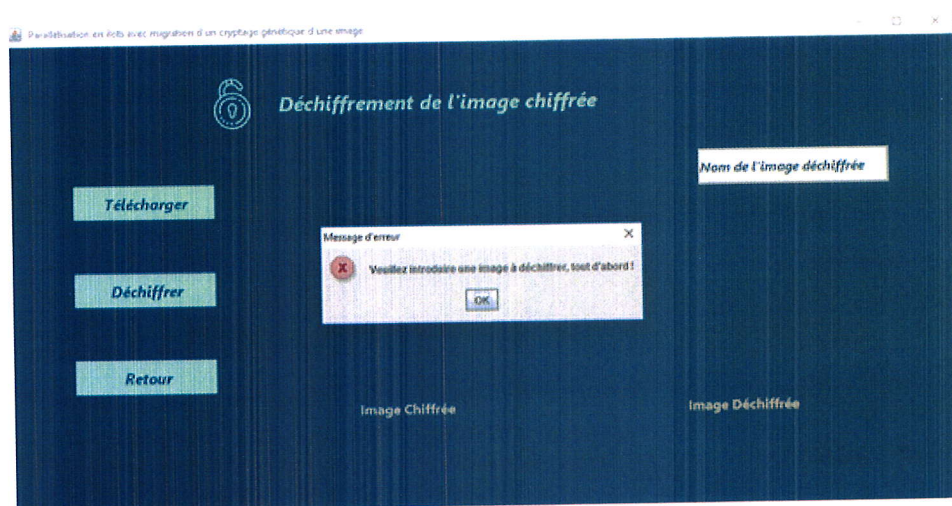 Parallélisation en îlots avec migration d'un cryptage génétique d'une image
Déchiffrement de l'image chiffrée
Nom de l'image déchiffrée
Télécharger
Message d'erreur
Veuillez introduire une image à déchiffrer, tout d'abord !
OK
Déchiffrer
Retour
Image Chiffrée
Image Déchiffrée